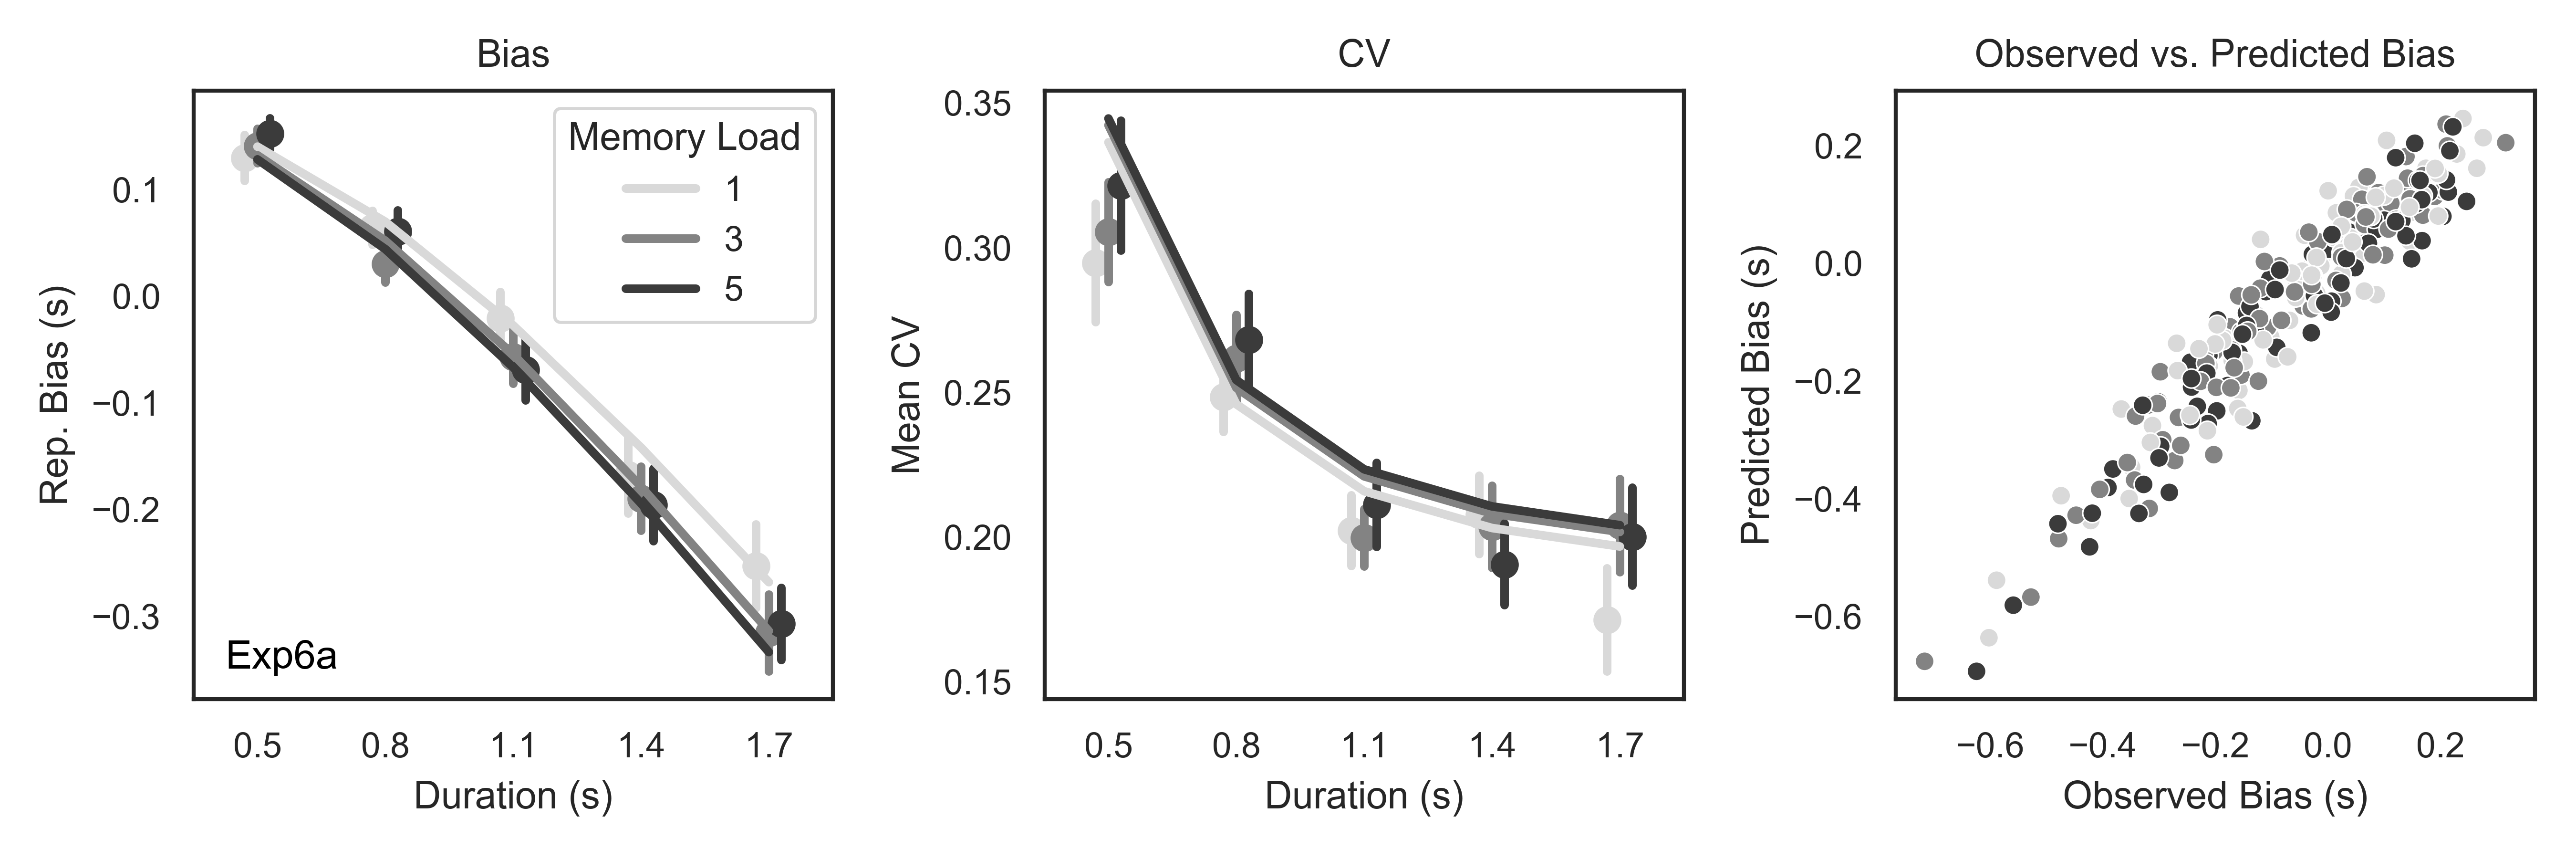 Bias
Rep. Bias (s)
0.1
0.0
−0.1
−0.2
−0.3
Memory Load
1
3
5
Exp6a
0.5 0.8 1.1 1.4 1.7
Duration (s)
CV
Mean CV
0.35
0.30
0.25
0.20
0.15
0.5 0.8 1.1 1.4 1.7
Duration (s)
Observed vs. Predicted Bias
Predicted Bias (s)
0.2
0.0
−0.2
−0.4
−0.6
−0.6 −0.4 −0.2 0.0 0.2
Observed Bias (s)